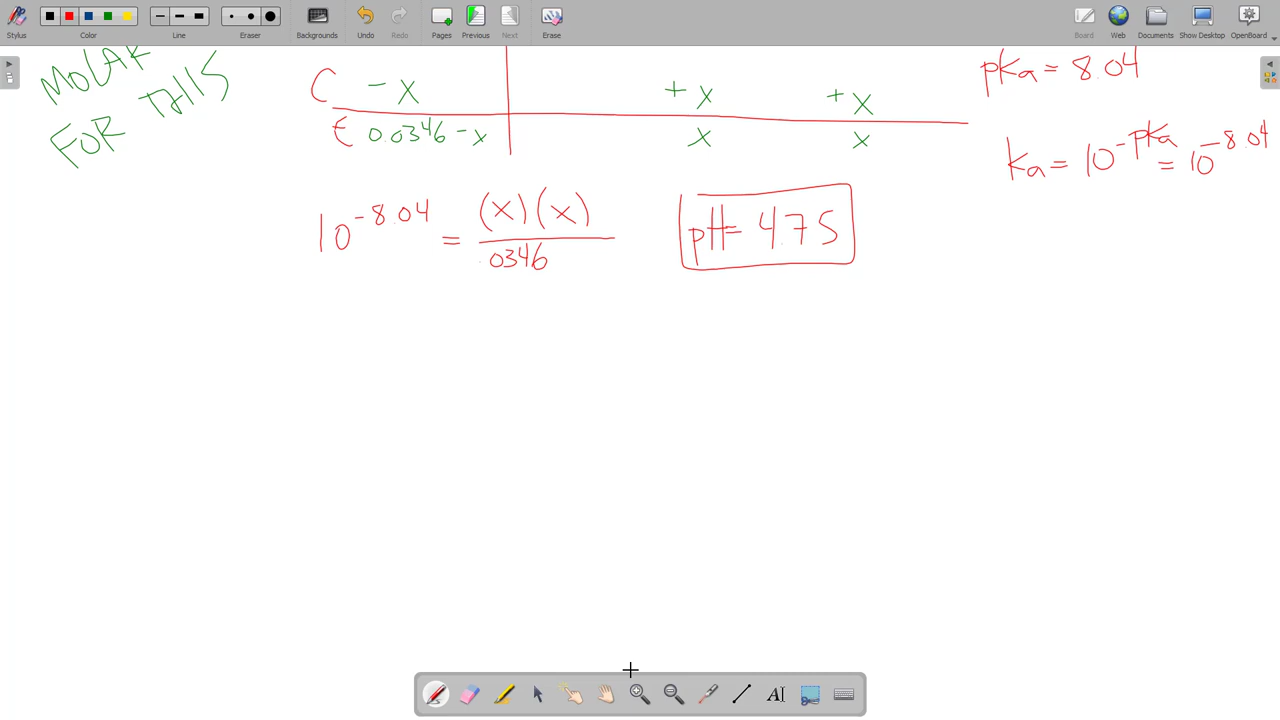 Stylus Color Line Eraser Backgrounds Undo Redo Pages Previous Next Erase Board Web Documents Show Desktop OpenBoard
MOLAR
FOR THIS
C - X + X + X
E 0.0346 - x x x
pKa = 8.04
Ka = 10^-pKa = 10^-8.04
10^-8.04 = (x)(x)
.0346
pH = 4.75